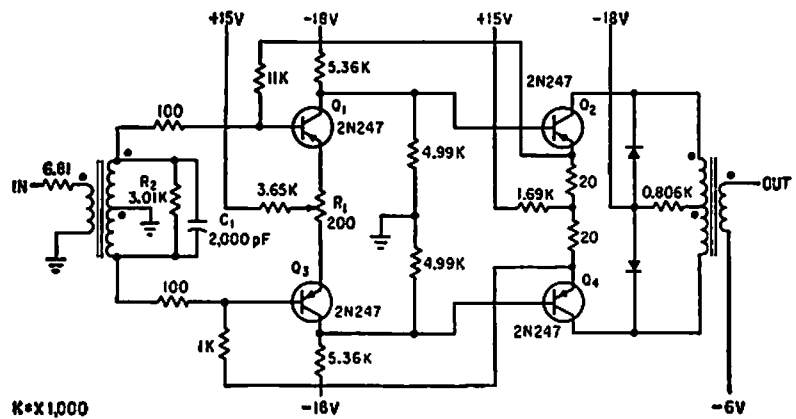 +15V
-18V
+15V
-18V
11K
5.36K
2N247
Q1
Q2
100
2N247
6.81
IN
R2
3.01K
4.99K
20
3.65K
R1
200
1.69K
0.806K
OUT
C1
2,000 pF
20
Q3
4.99K
Q4
100
2N247
2N247
1K
5.36K
K=X1,000
-18V
-6V